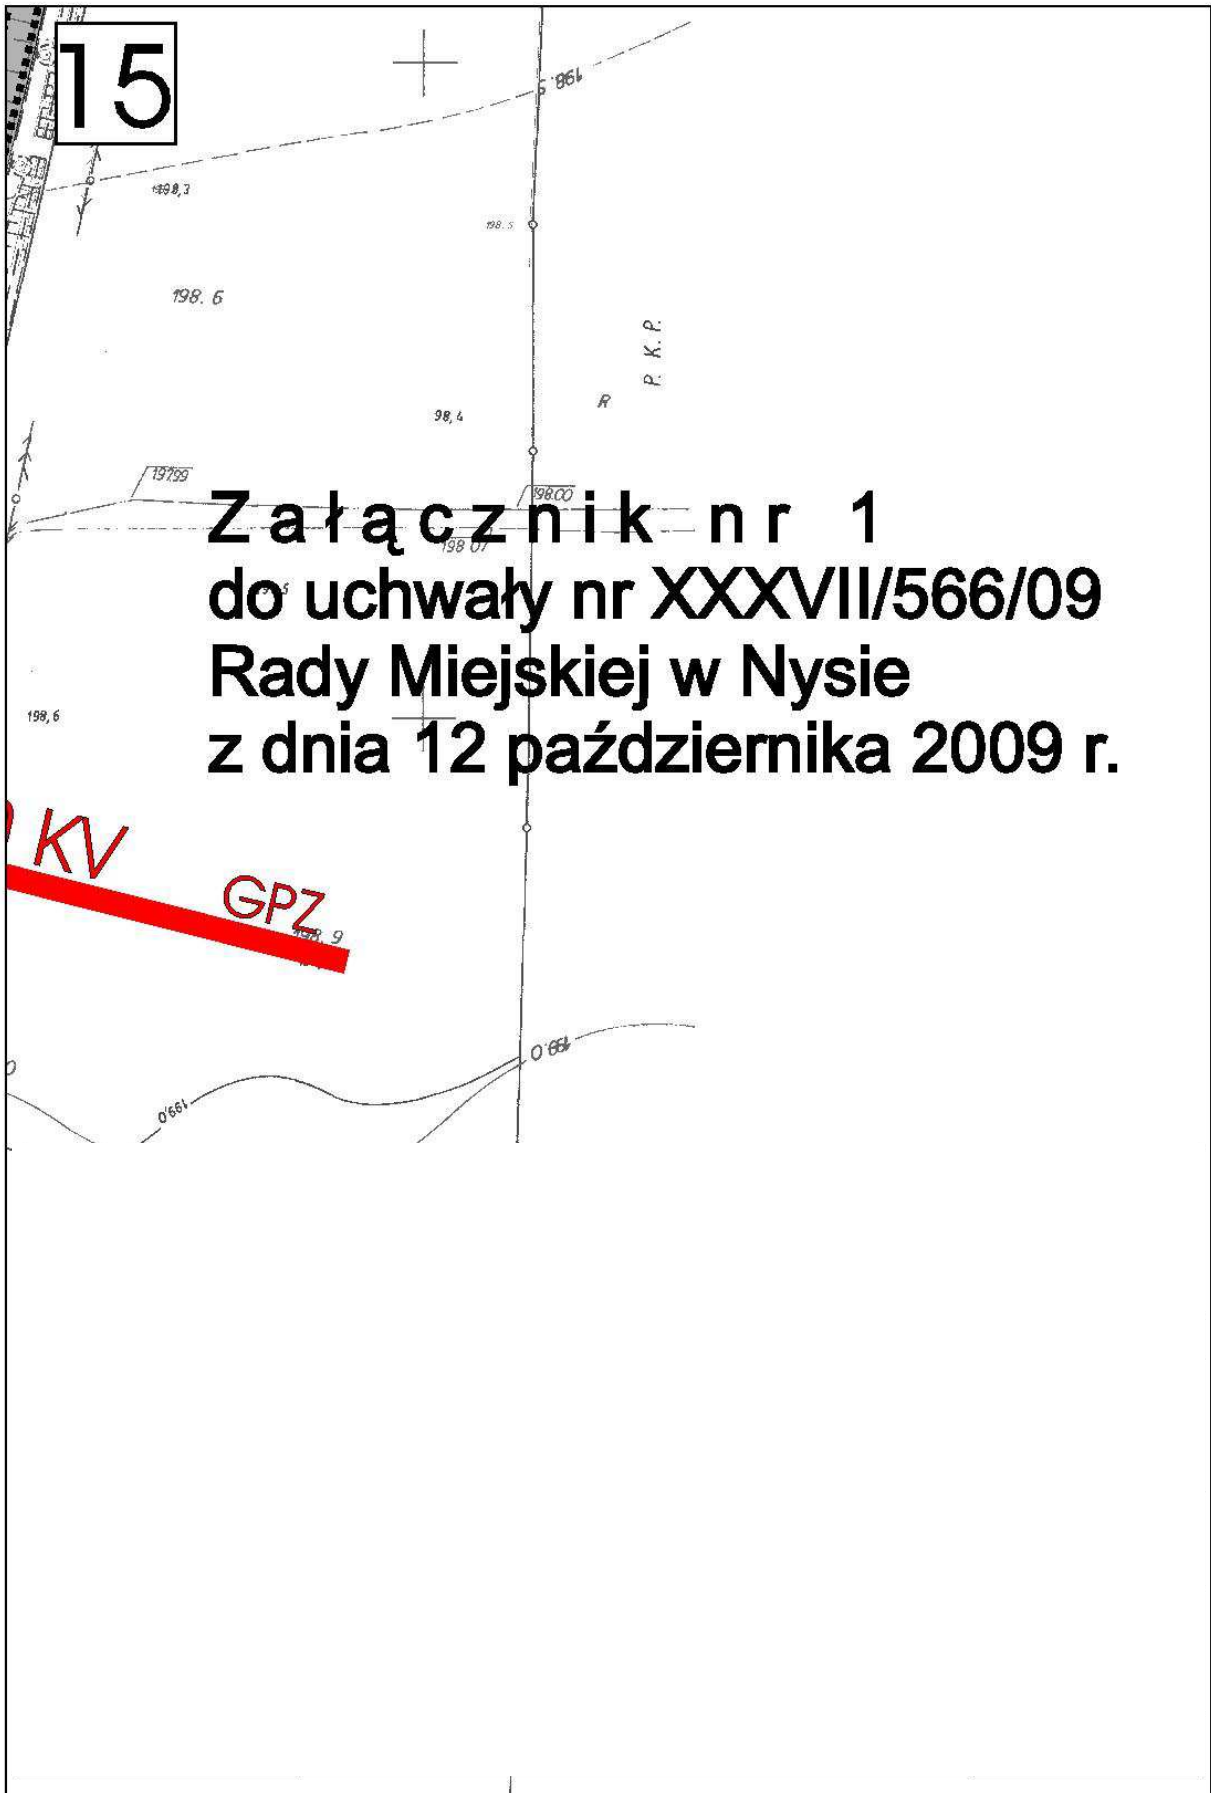 15
198.5
198,3
198.5
198. 6
P. K. P.
R
98,4
197.99
198.00
Załącznik nr 1
198 07
do uchwały nr XXXVII/566/09
Rady Miejskiej w Nysie
198,6
z dnia 12 października 2009 r.
KV
GPZ
198. 9
199,0
199,0